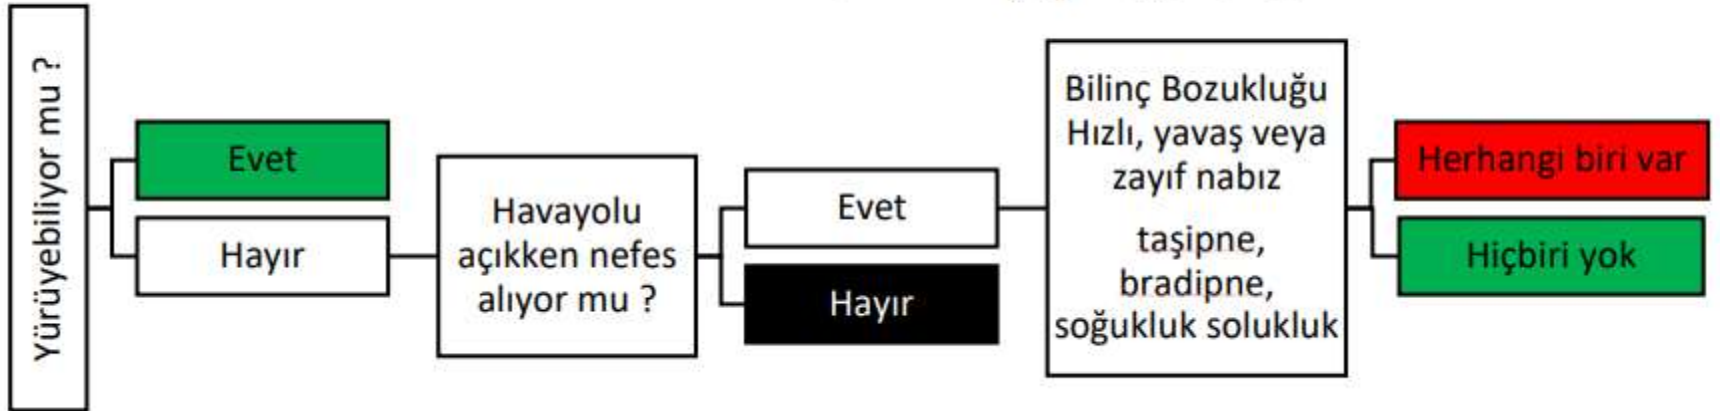 Yürüyebiliyor mu ?
Evet
Hayır
Havayolu
açıkken nefes
alıyor mu ?
Evet
Hayır
Bilinç Bozukluğu
Hızlı, yavaş veya
zayıf nabız
taşipne,
bradipne,
soğukluk solukluk
Herhangi biri var
Hiçbiri yok